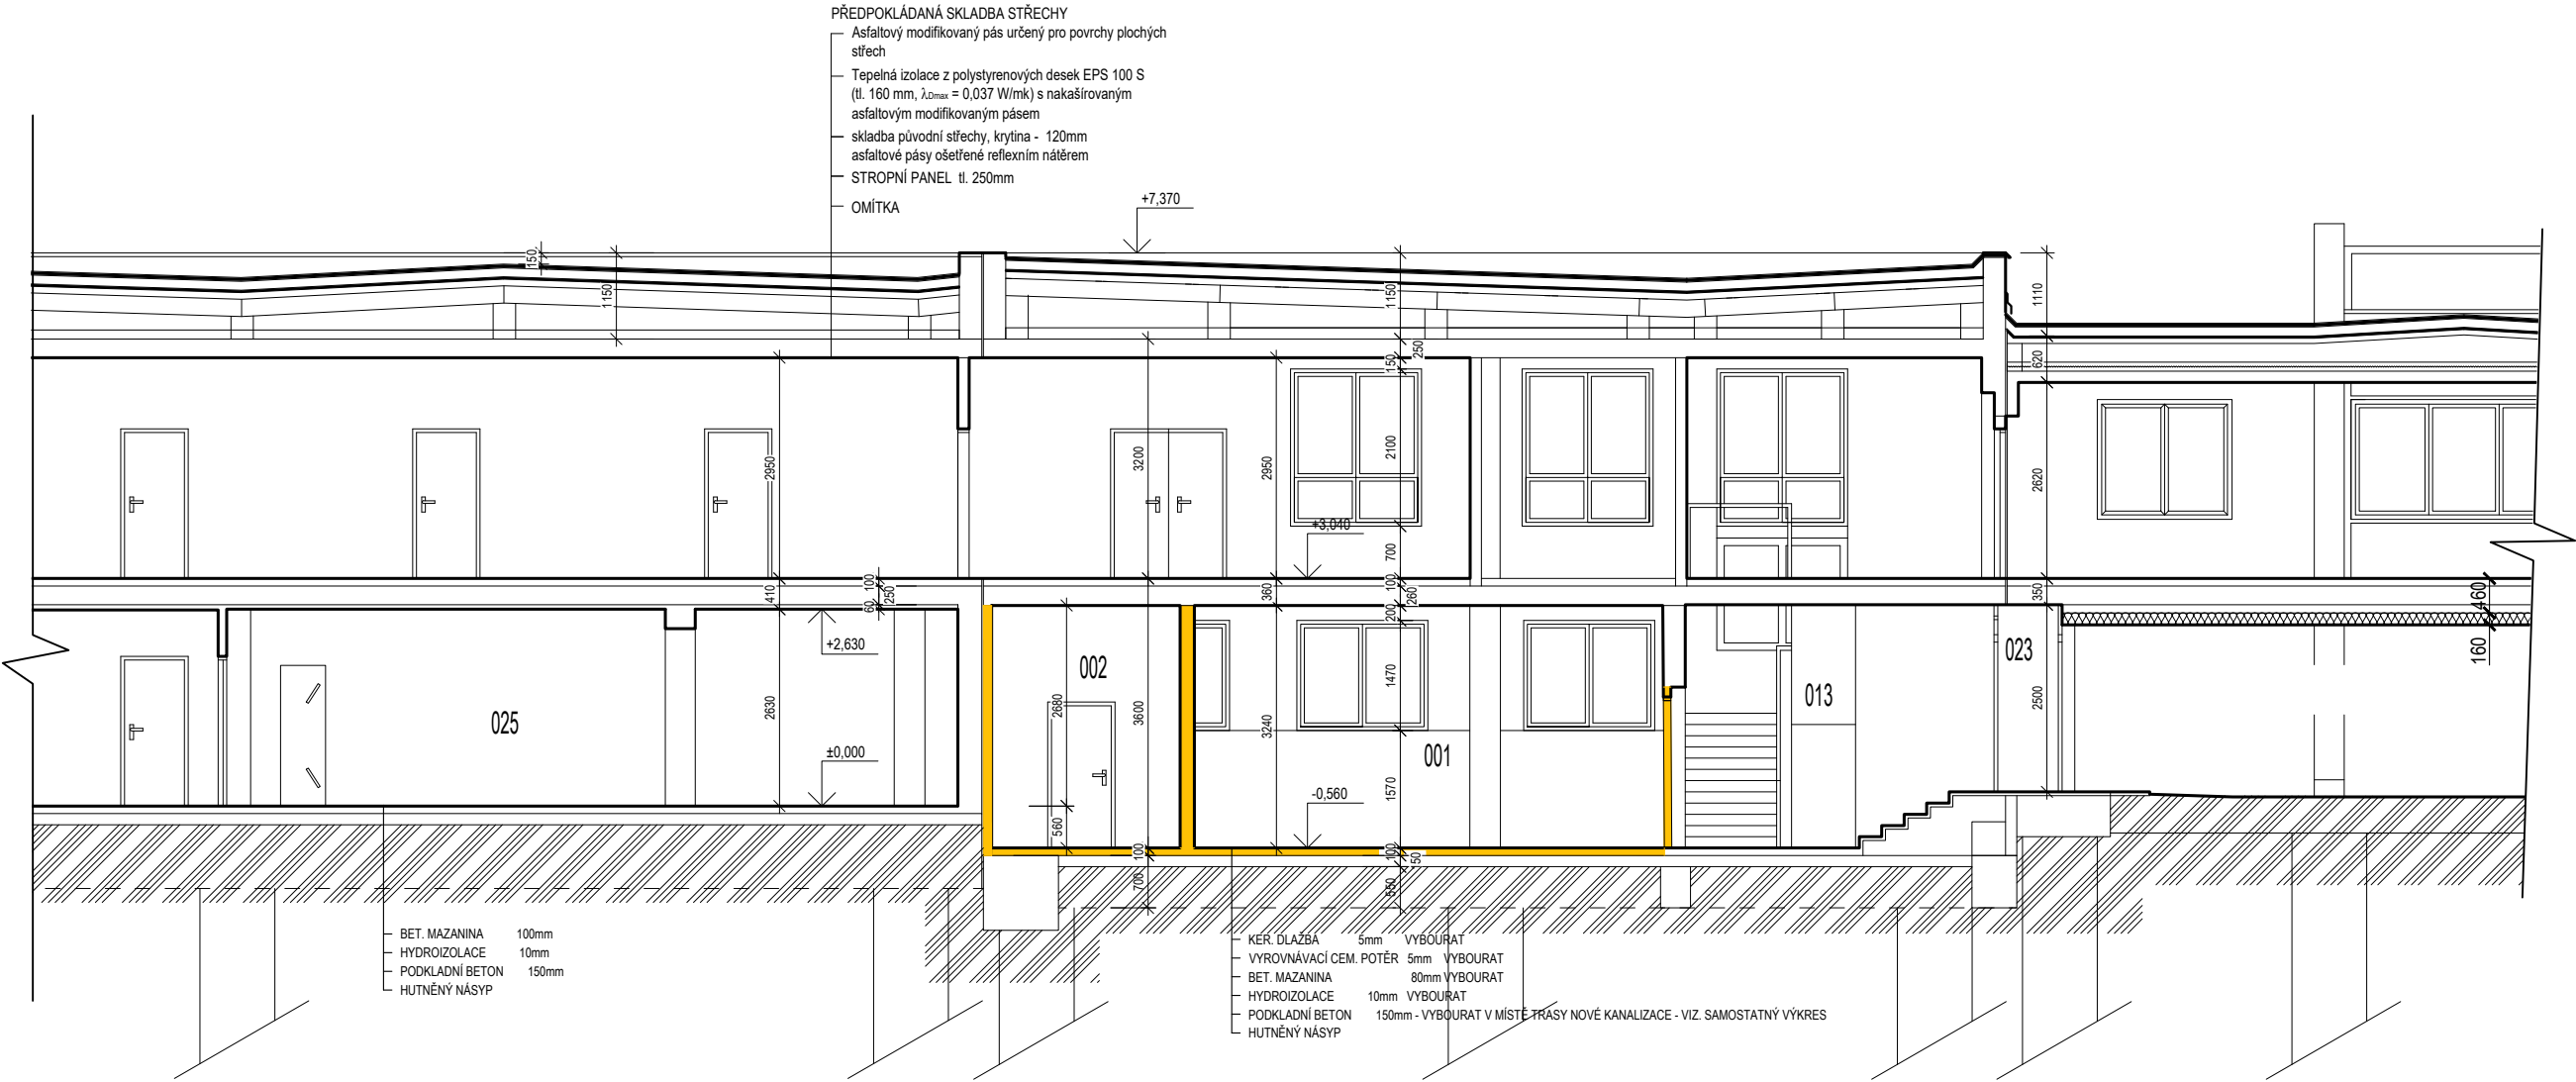 PŘEDPOKLÁDANÁ SKLADBA STŘECHY
Asfaltový modifikovaný pás určený pro povrchy plochých
střech
Tepelná izolace z polystyrenových desek EPS 100 S
(tl. 160 mm, λDmax = 0,037 W/mk) s nakašírovaným
asfaltovým modifikovaným pásem
skladba původní střechy, krytina - 120mm
asfaltové pásy ošetřené reflexním nátěrem
STROPNÍ PANEL tl. 250mm
OMÍTKA
+7,370
150
1150
1150
250
150
1110
620
2950
3200
2950
2100
2620
+3,040
700
410
100
250
60
360
100
260
200
350
460
160
+2,630
±0,000
2630
025
002
2680
3600
560
3240
1470
1570
001
-0,560
013
023
2500
100
700
100
150
550
BET. MAZANINA 100mm
HYDROIZOLACE 10mm
PODKLADNÍ BETON 150mm
HUTNĚNÝ NÁSYP
KER. DLAŽBA 5mm VYBOURAT
VYROVNÁVACÍ CEM. POTĚR 5mm VYBOURAT
BET. MAZANINA 80mm VYBOURAT
HYDROIZOLACE 10mm VYBOURAT
PODKLADNÍ BETON 150mm - VYBOURAT V MÍSTĚ TRASY NOVÉ KANALIZACE - VIZ. SAMOSTATNÝ VÝKRES
HUTNĚNÝ NÁSYP